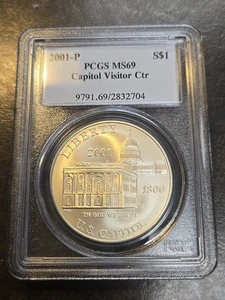 2001-P S$1
PCGS MS69
Capitol Visitor Ctr
9791.69/2832704
LIBERTY
2001
1800
IN GOD WE TRUST
U.S. CAPITOL